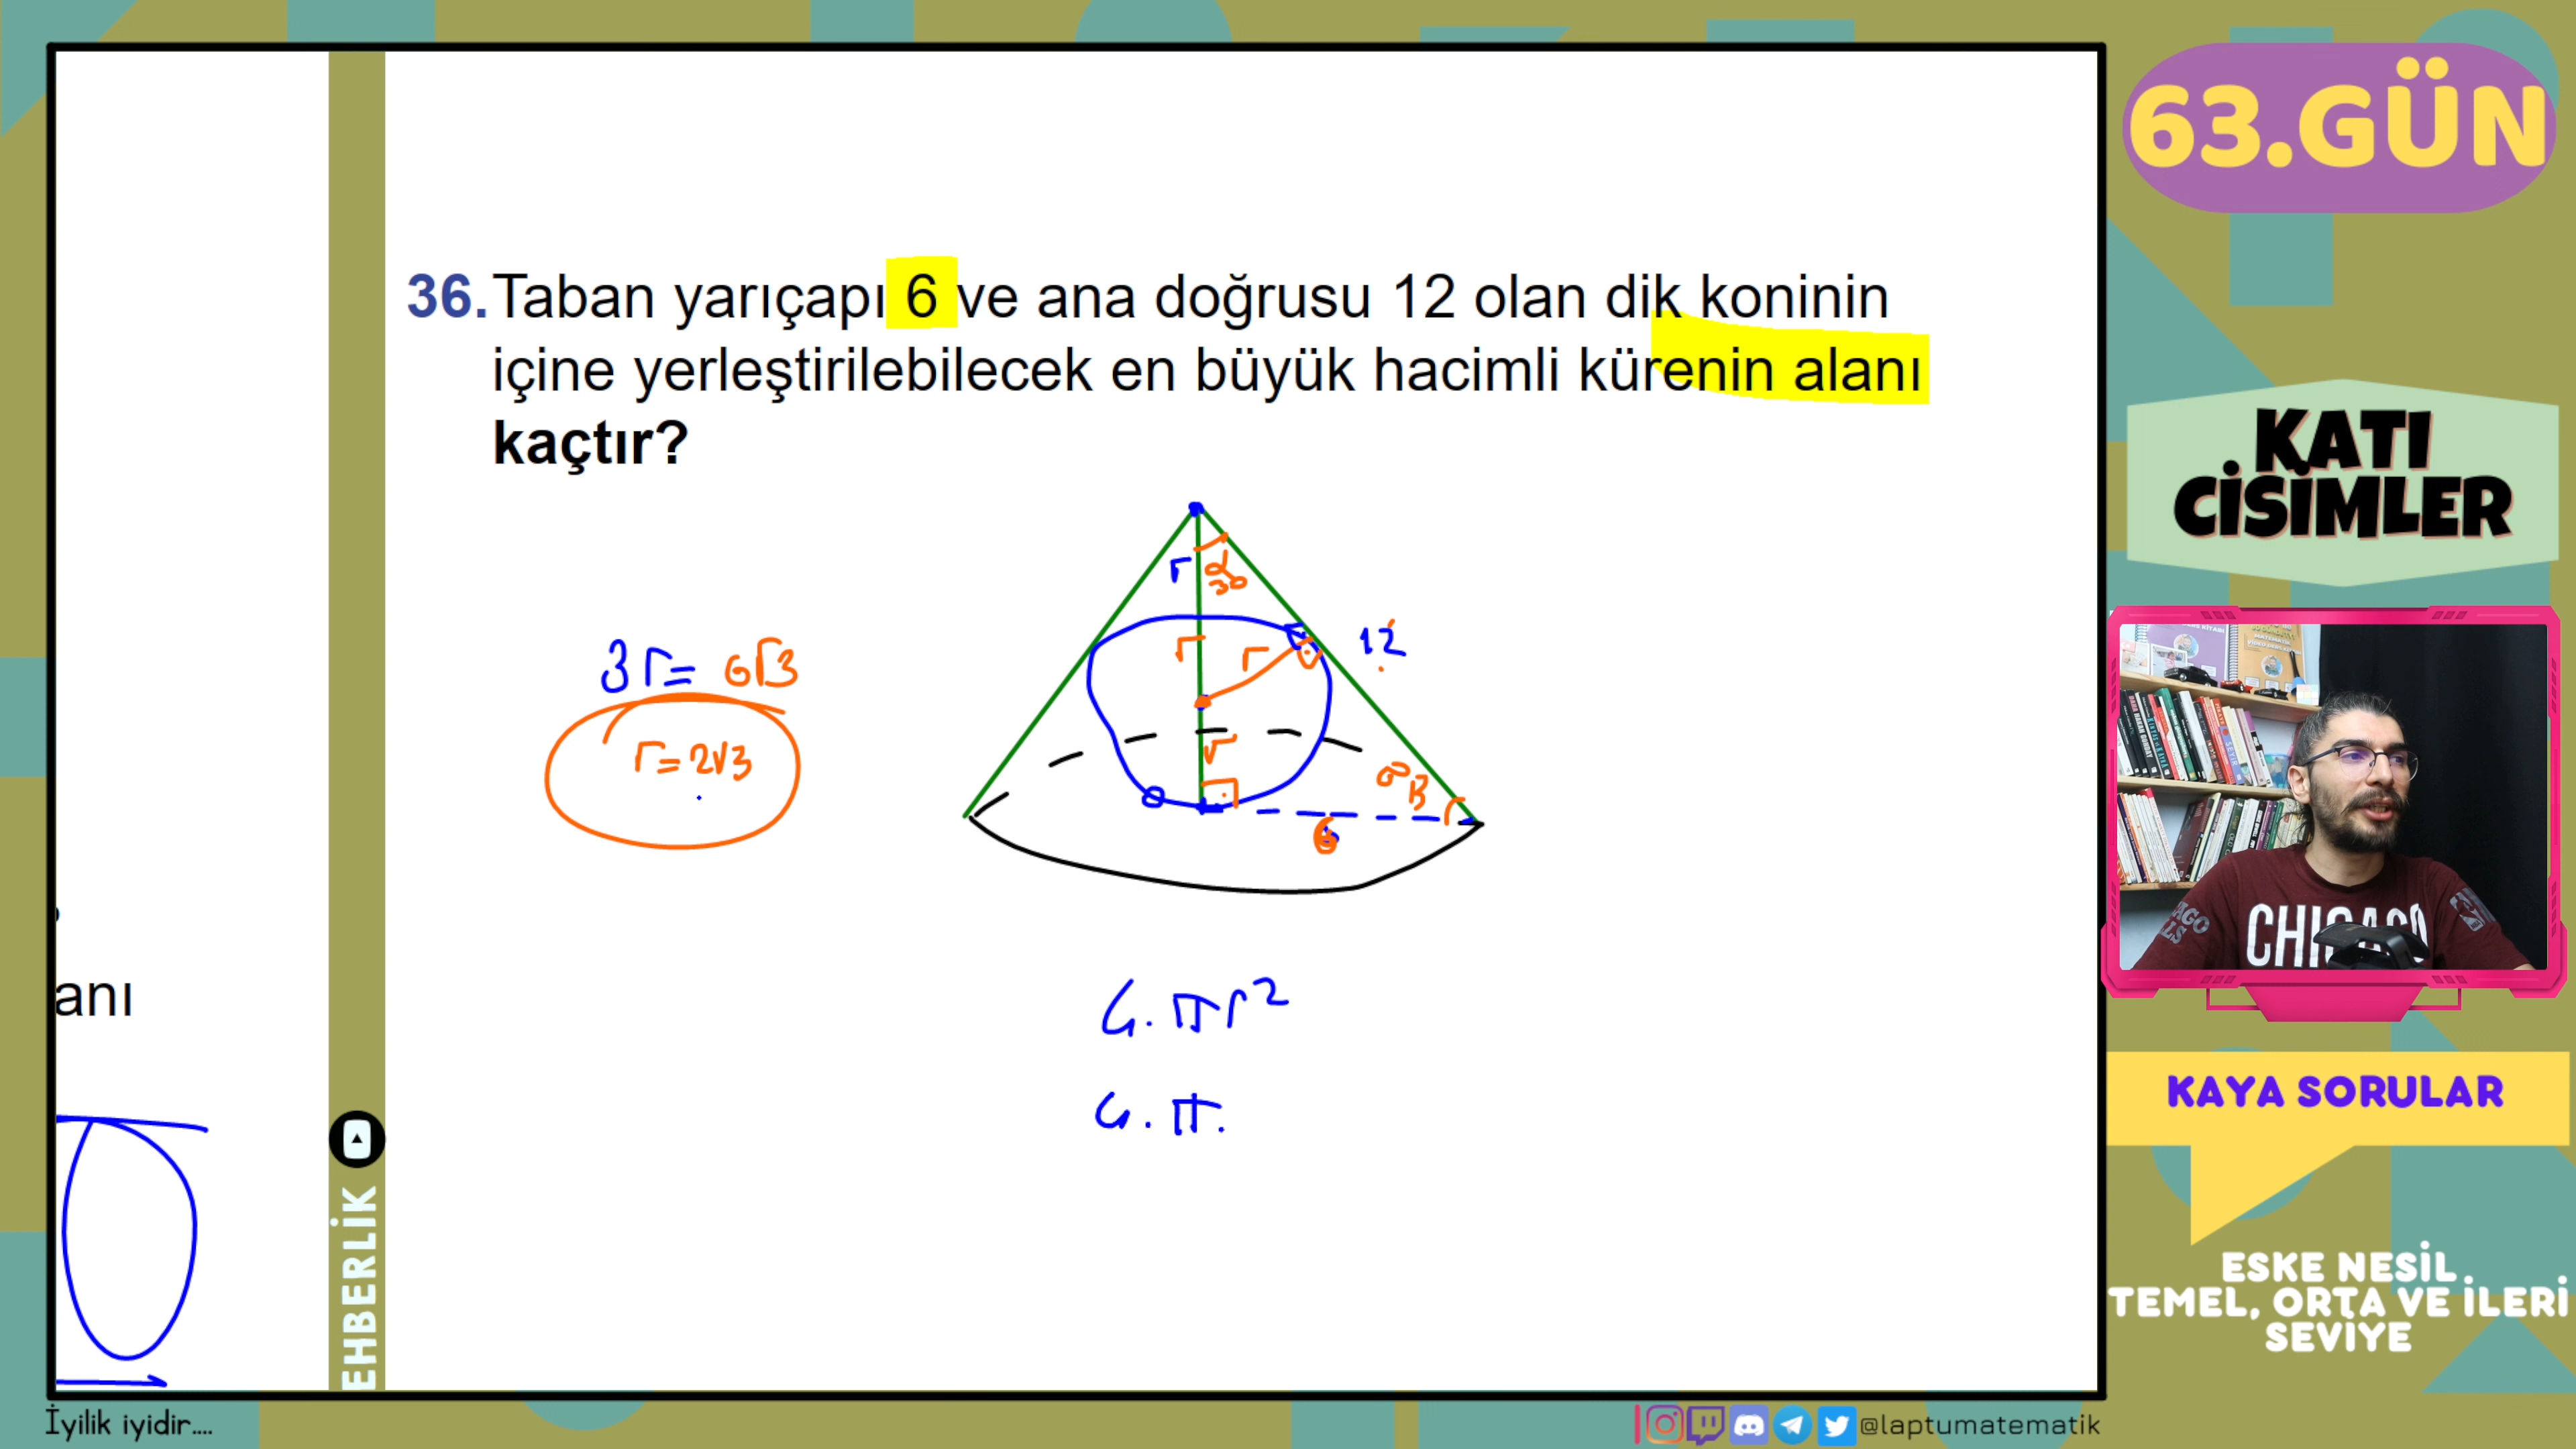 63.GÜN
36. Taban yarıçapı 6 ve ana doğrusu 12 olan dik koninin
içine yerleştirilebilecek en büyük hacimli kürenin alanı
kaçtır?
KATI
CİSİMLER
r
α
30
3r = 6√3
r
r
12
r = 2√3
r
60
β
6
anı
4. πr²
4. π.
EHBERLİK
CHICAGO
KAYA SORULAR
ESKE NESİL
TEMEL, ORTA VE İLERİ
SEVİYE
İyilik iyidir....
@laptumatematik